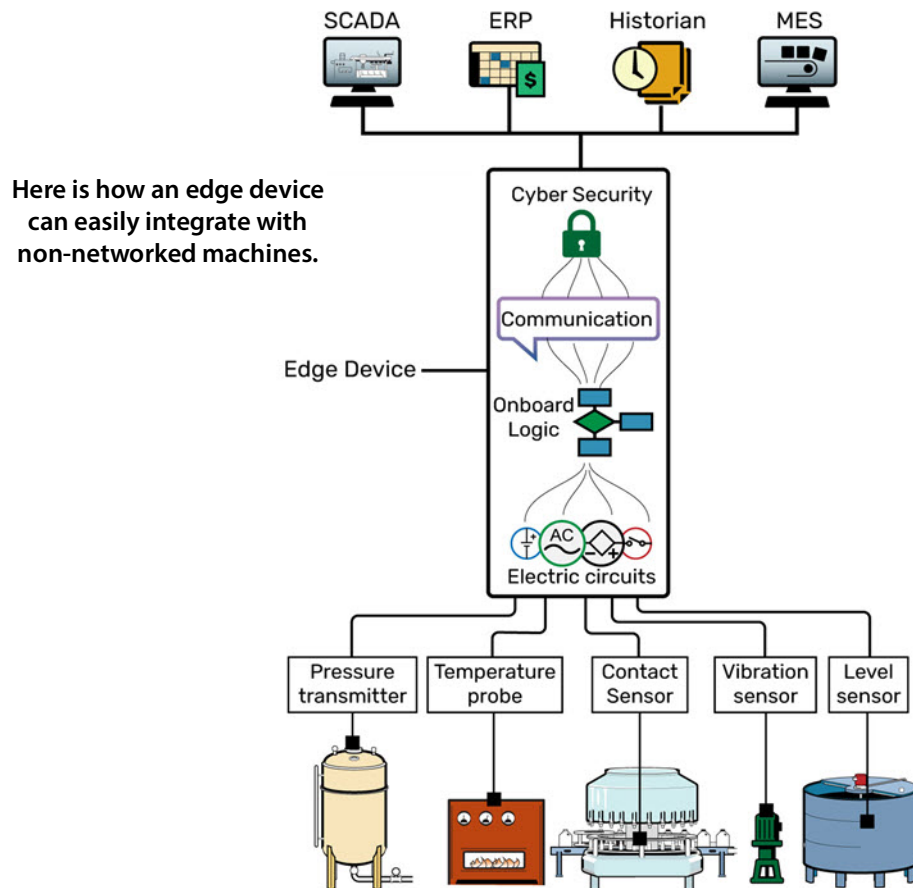 SCADA
ERP
Historian
MES
$
Here is how an edge device
can easily integrate with
non-networked machines.
Cyber Security
Communication
Edge Device
Onboard
Logic
AC
Electric circuits
Pressure
transmitter
Temperature
probe
Contact
Sensor
Vibration
sensor
Level
sensor